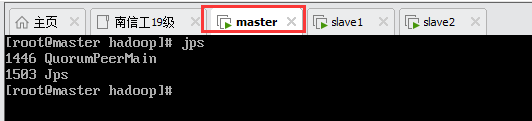 主页 南信工19级 master slave1 slave2
[root@master hadoop]# jps
1446 QuorumPeerMain
1503 Jps
[root@master hadoop]#